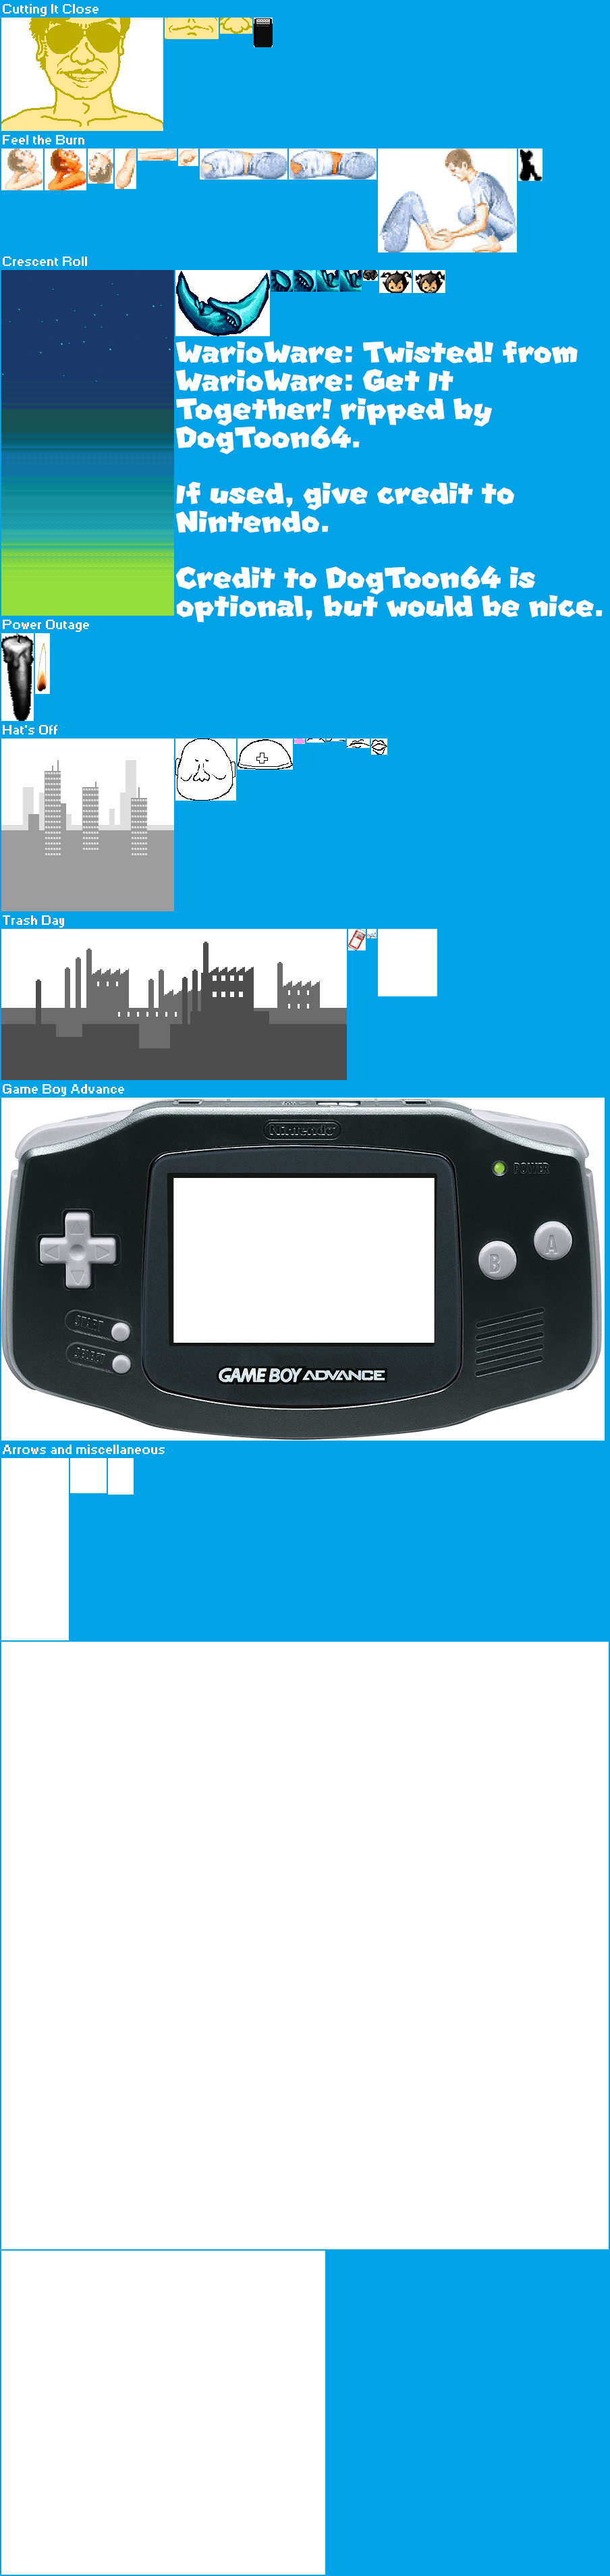 Cutting It Close
Feel the Burn
Crescent Roll
WarioWare: Twisted! from
WarioWare: Get It
Together! ripped by
DogToon64.
If used, give credit to
Nintendo.
Credit to DogToon64 is
optional, but would be nice.
Power Outage
Hat's Off
Trash Day
Game Boy Advance
Nintendo
POWER
A
B
START
SELECT
GAME BOY ADVANCE
Arrows and miscellaneous